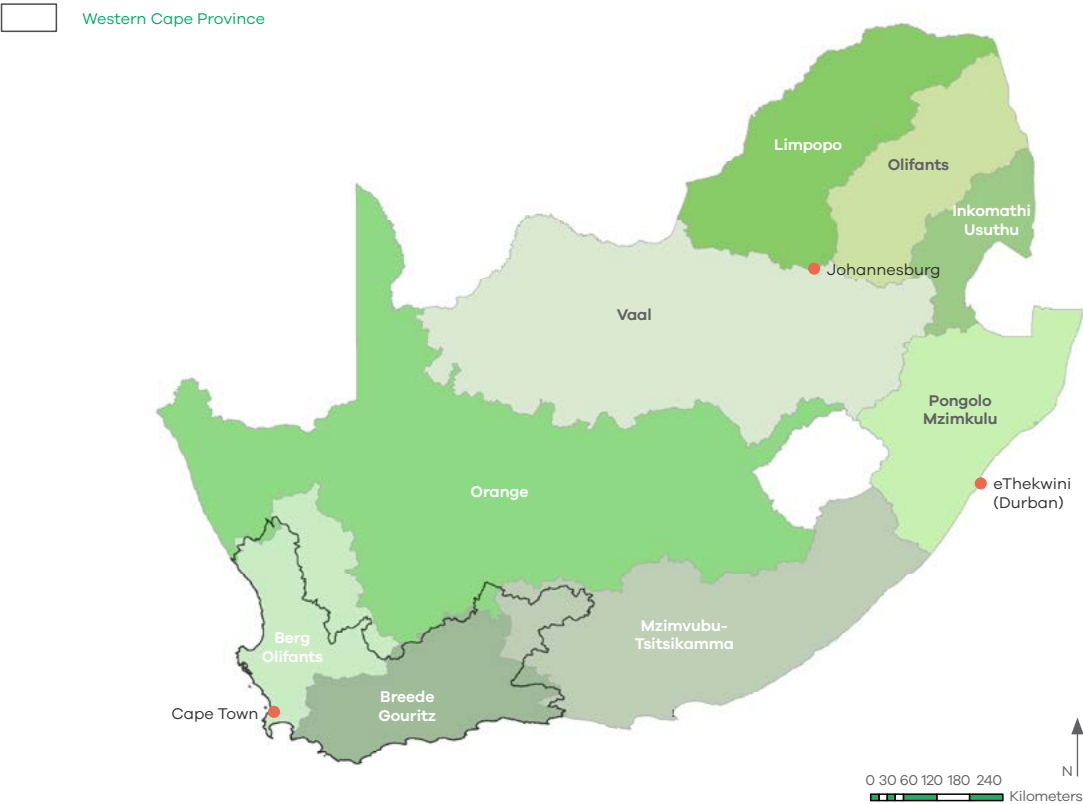 Western Cape Province
Limpopo
Olifants
Inkomathi
Usuthu
Johannesburg
Vaal
Pongolo
Mzimkulu
eThekwini
(Durban)
Orange
Mzimvubu-
Tsitsikamma
Berg
Olifants
Breede
Gouritz
Cape Town
N
0 30 60 120 180 240
Kilometers